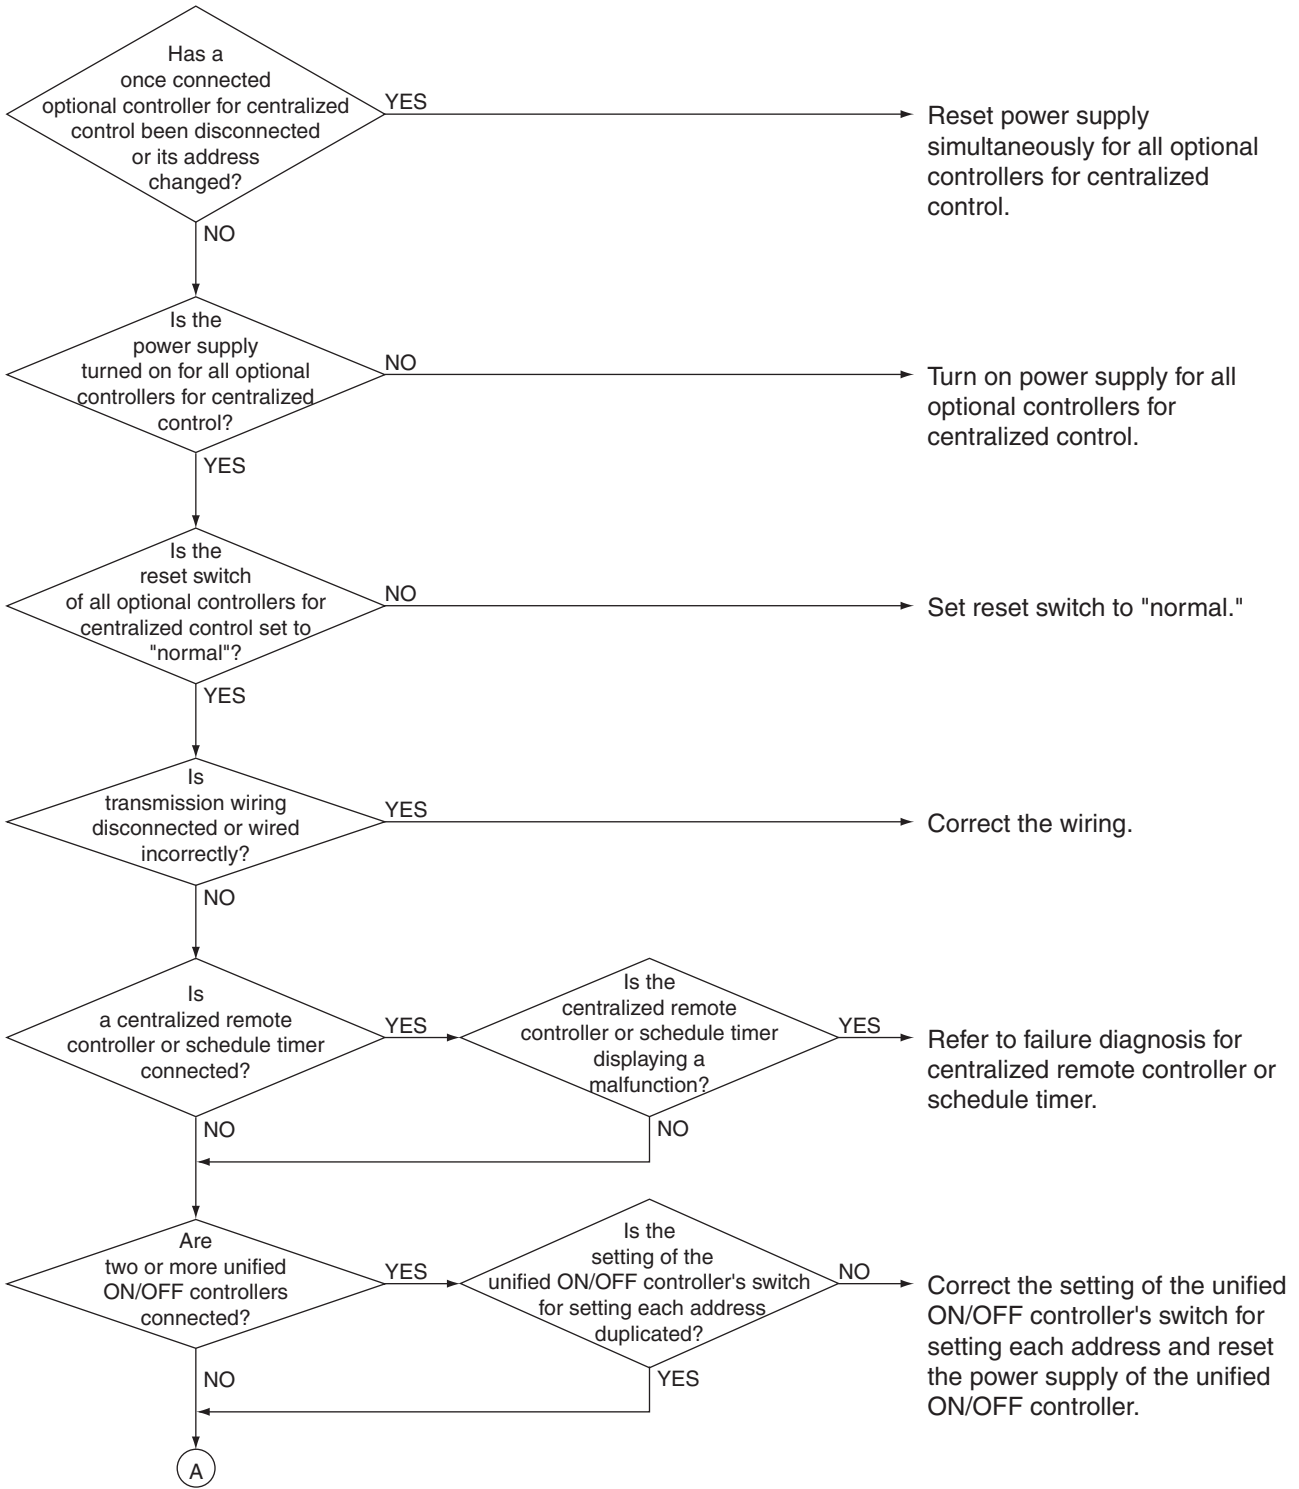 Has a
once connected
optional controller for centralized
control been disconnected
or its address
changed?
YES
Reset power supply
simultaneously for all optional
controllers for centralized
control.
NO
Is the
power supply
turned on for all optional
controllers for centralized
control?
NO
Turn on power supply for all
optional controllers for
centralized control.
YES
Is the
reset switch
of all optional controllers for
centralized control set to
"normal"?
NO
Set reset switch to "normal."
YES
Is
transmission wiring
disconnected or wired
incorrectly?
YES
Correct the wiring.
NO
Is
a centralized remote
controller or schedule timer
connected?
YES
Is the
centralized remote
controller or schedule timer
displaying a
malfunction?
YES
Refer to failure diagnosis for
centralized remote controller or
schedule timer.
NO
NO
Are
two or more unified
ON/OFF controllers
connected?
YES
Is the
setting of the
unified ON/OFF controller's switch
for setting each address
duplicated?
NO
Correct the setting of the unified
ON/OFF controller's switch for
setting each address and reset
the power supply of the unified
ON/OFF controller.
NO
YES
A